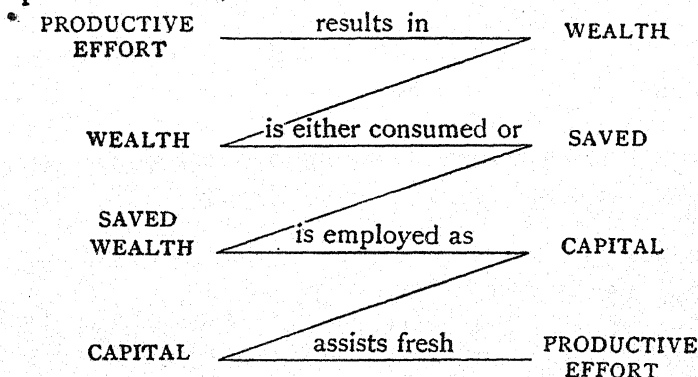 PRODUCTIVE EFFORT results in WEALTH
WEALTH is either consumed or SAVED
SAVED WEALTH is employed as CAPITAL
CAPITAL assists fresh PRODUCTIVE EFFORT